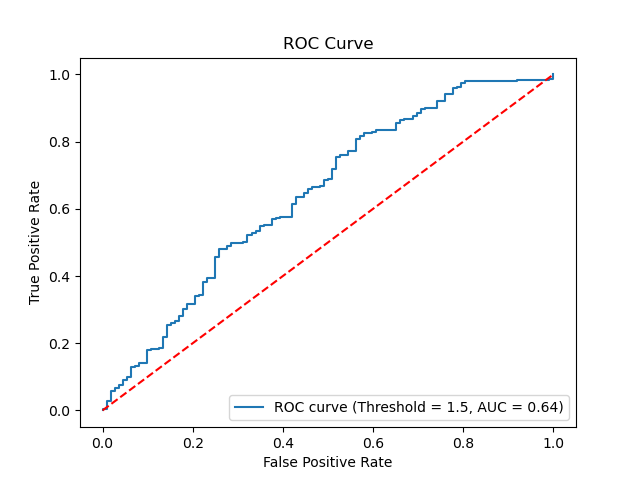 ROC Curve
True Positive Rate
1.0
0.8
0.6
0.4
0.2
0.0
ROC curve (Threshold = 1.5, AUC = 0.64)
0.0 0.2 0.4 0.6 0.8 1.0
False Positive Rate